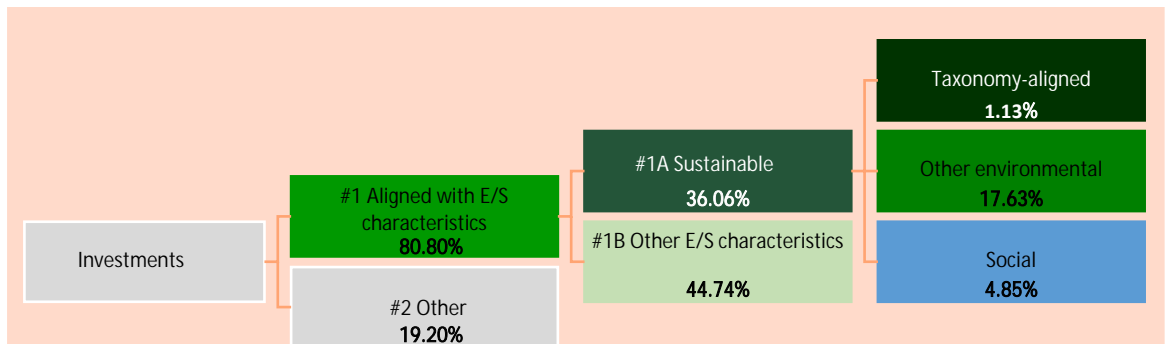 Investments
#1 Aligned with E/S
characteristics
80.80%
#2 Other
19.20%
#1A Sustainable
36.06%
#1B Other E/S characteristics
44.74%
Taxonomy-aligned
1.13%
Other environmental
17.63%
Social
4.85%